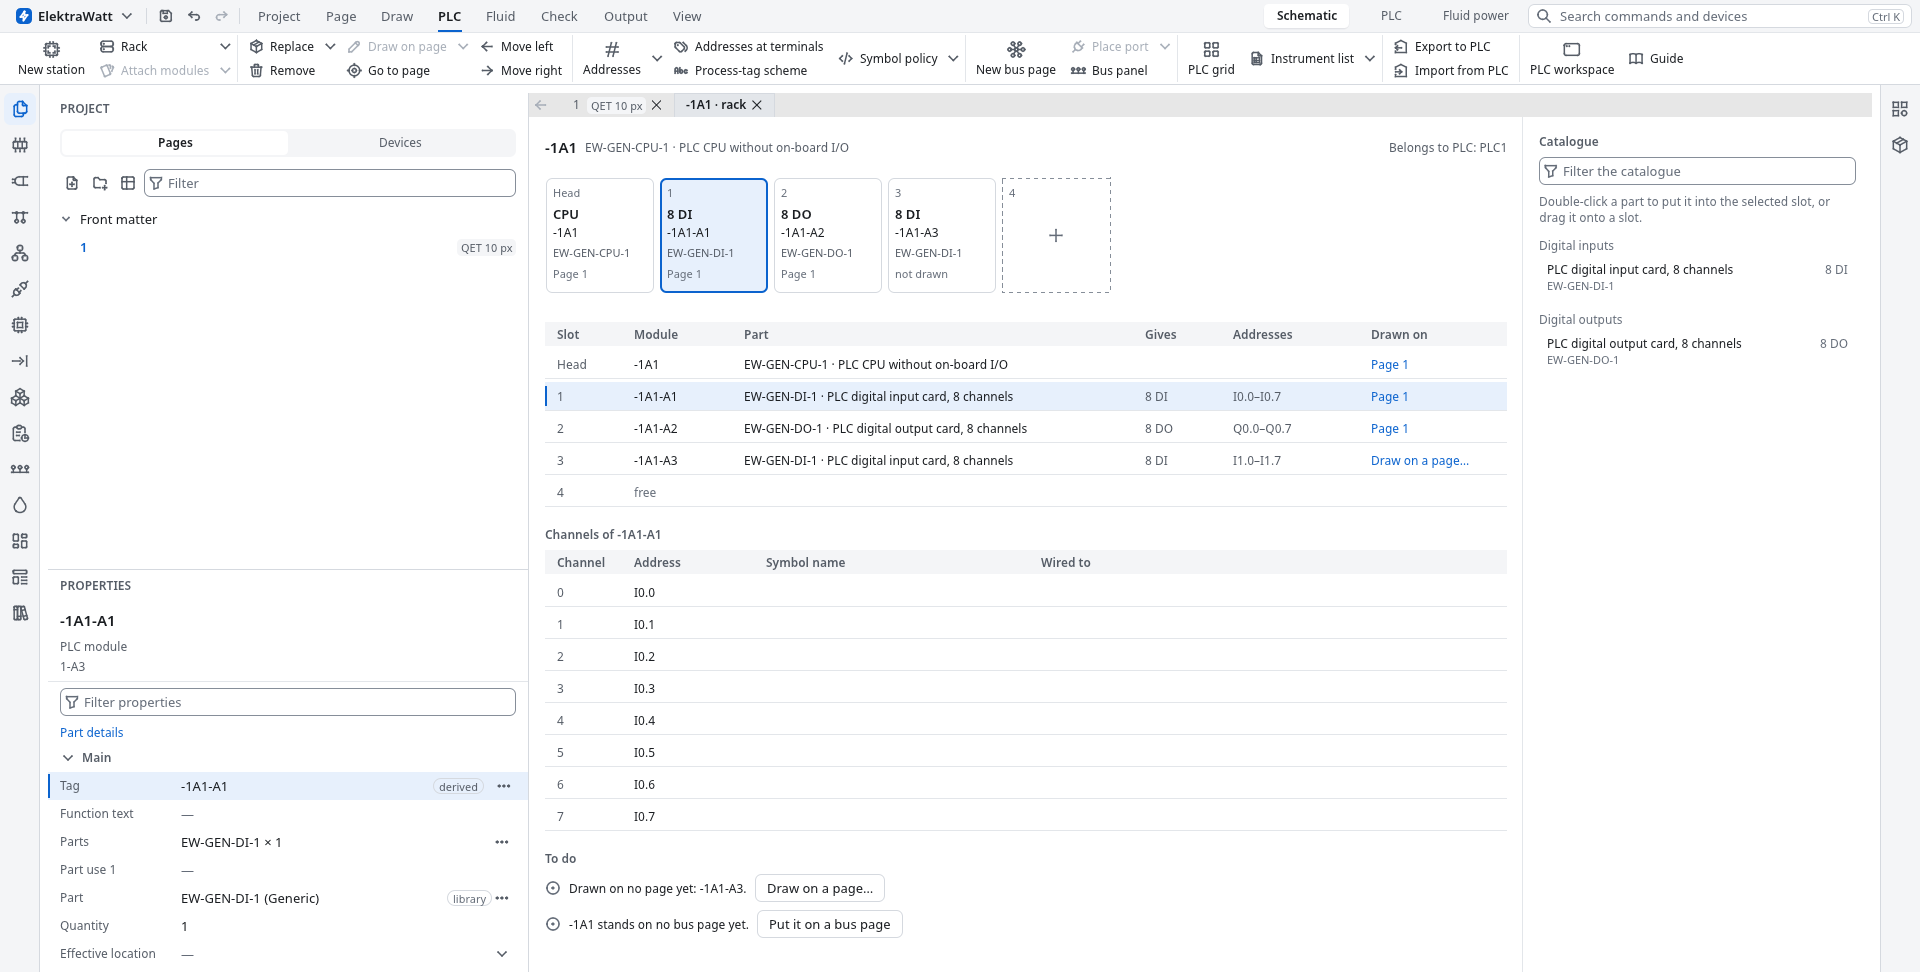 ElektraWatt
Project Page Draw PLC Fluid Check Output View
Schematic PLC Fluid power
Search commands and devices Ctrl K
New station
Rack
Attach modules
Replace
Remove
Draw on page
Go to page
Move left
Move right
Addresses
Addresses at terminals
Process-tag scheme
Symbol policy
New bus page
Place port
Bus panel
PLC grid
Instrument list
Export to PLC
Import from PLC
PLC workspace
Guide
PROJECT
Pages Devices
Filter
Front matter
1 QET 10 px
PROPERTIES
-1A1-A1
PLC module
1-A3
Filter properties
Part details
Main
Tag -1A1-A1 derived
Function text —
Parts EW-GEN-DI-1 × 1
Part use 1 —
Part EW-GEN-DI-1 (Generic) library
Quantity 1
Effective location —
1 QET 10 px
-1A1 · rack
-1A1 EW-GEN-CPU-1 · PLC CPU without on-board I/O Belongs to PLC: PLC1
Head
CPU
-1A1
EW-GEN-CPU-1
Page 1
1
8 DI
-1A1-A1
EW-GEN-DI-1
Page 1
2
8 DO
-1A1-A2
EW-GEN-DO-1
Page 1
3
8 DI
-1A1-A3
EW-GEN-DI-1
not drawn
4
Slot Module Part Gives Addresses Drawn on
Head -1A1 EW-GEN-CPU-1 · PLC CPU without on-board I/O Page 1
1 -1A1-A1 EW-GEN-DI-1 · PLC digital input card, 8 channels 8 DI I0.0–I0.7 Page 1
2 -1A1-A2 EW-GEN-DO-1 · PLC digital output card, 8 channels 8 DO Q0.0–Q0.7 Page 1
3 -1A1-A3 EW-GEN-DI-1 · PLC digital input card, 8 channels 8 DI I1.0–I1.7 Draw on a page...
4 free
Channels of -1A1-A1
Channel Address Symbol name Wired to
0 I0.0
1 I0.1
2 I0.2
3 I0.3
4 I0.4
5 I0.5
6 I0.6
7 I0.7
To do
Drawn on no page yet: -1A1-A3. Draw on a page...
-1A1 stands on no bus page yet. Put it on a bus page
Catalogue
Filter the catalogue
Double-click a part to put it into the selected slot, or
drag it onto a slot.
Digital inputs
PLC digital input card, 8 channels 8 DI
EW-GEN-DI-1
Digital outputs
PLC digital output card, 8 channels 8 DO
EW-GEN-DO-1